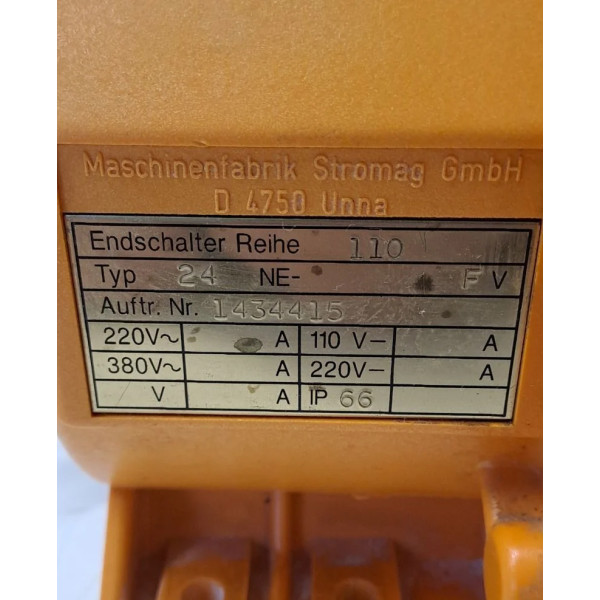 Maschinenfabrik Stromag GmbH
D 4750 Unna
Endschalter Reihe 110
Typ 24 NE- F V
Auftr. Nr. 1434415
220V~ A 110 V- A
380V~ A 220V- A
V A IP 66